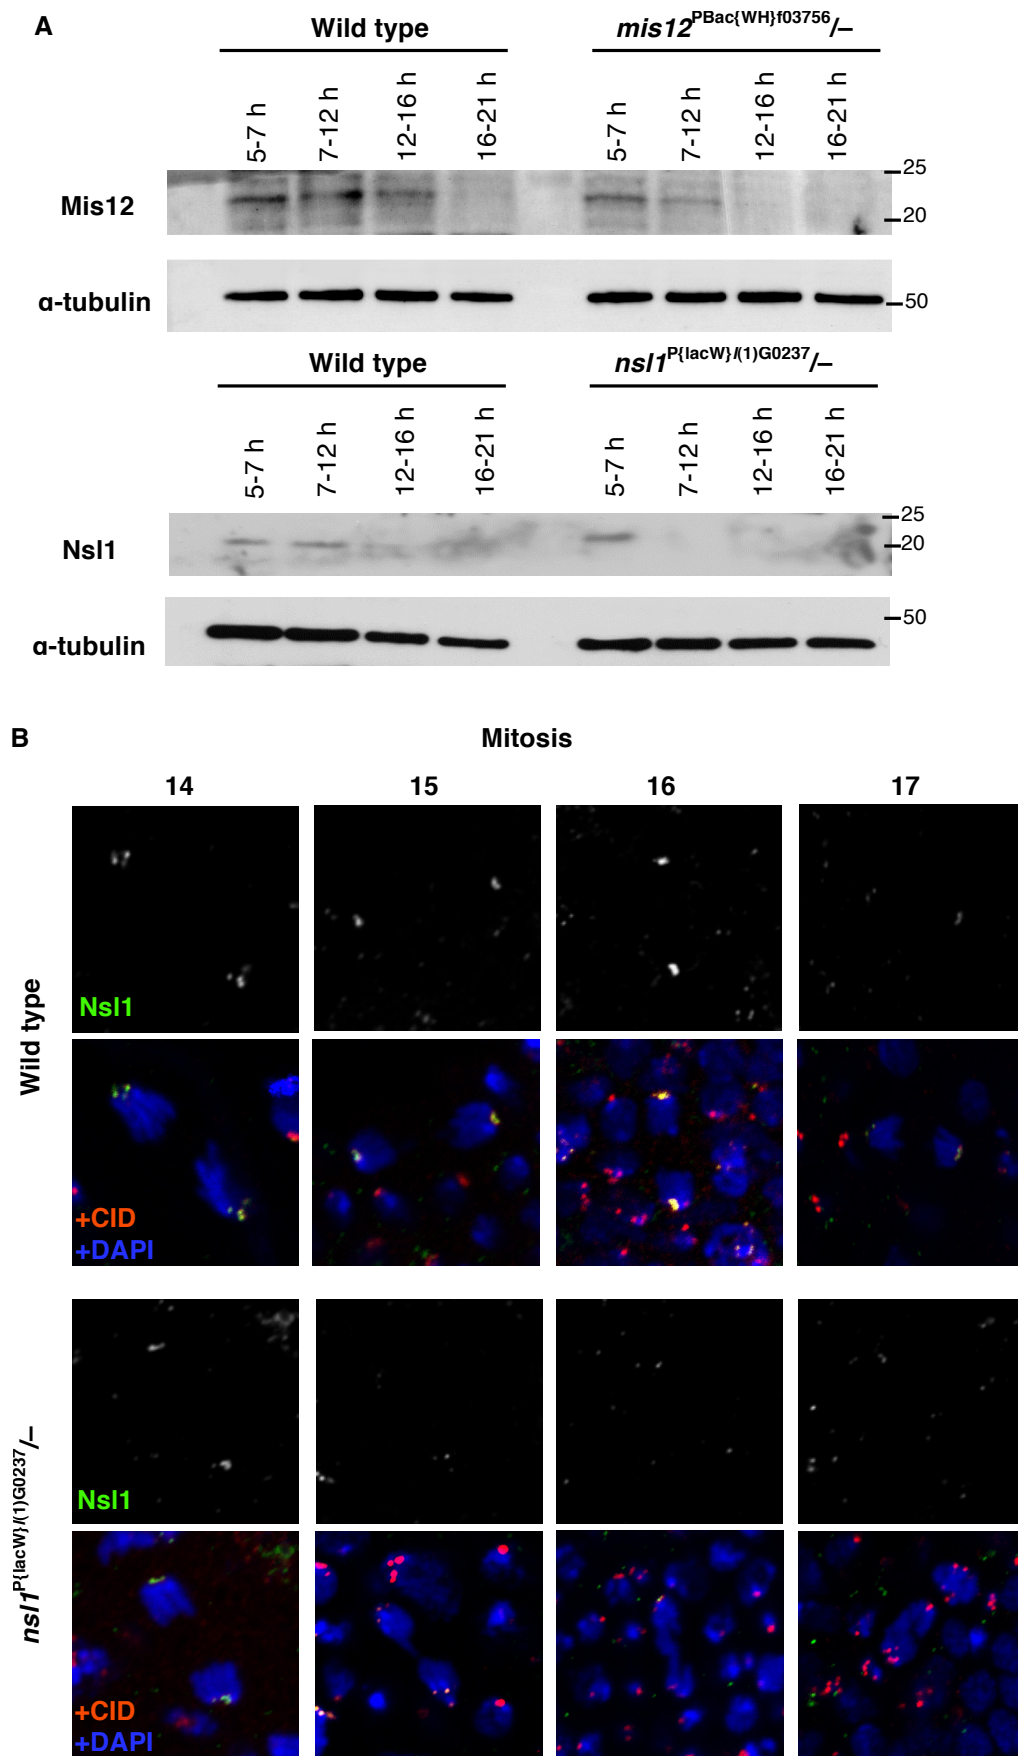 A
Wild type
mis12PBac{WH}f03756/–
5-7 h
7-12 h
12-16 h
16-21 h
5-7 h
7-12 h
12-16 h
16-21 h
Mis12
25
20
α-tubulin
50
Wild type
nsl1P{lacW}l(1)G0237/–
5-7 h
7-12 h
12-16 h
16-21 h
5-7 h
7-12 h
12-16 h
16-21 h
Nsl1
25
20
α-tubulin
50
B
Mitosis
14
15
16
17
Wild type
Nsl1
+CID
+DAPI
nsl1P{lacW}l(1)G0237/–
Nsl1
+CID
+DAPI